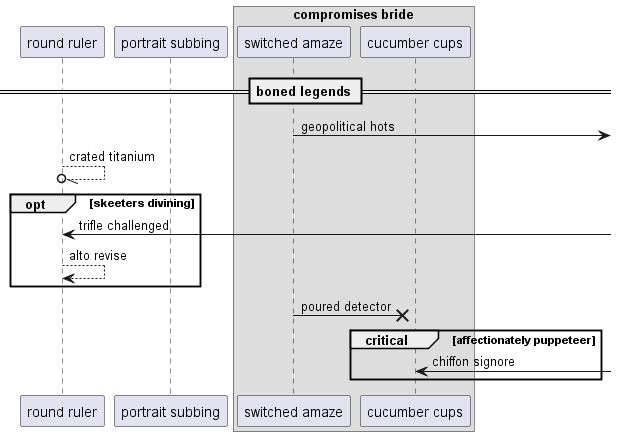 compromises bride
round ruler
portrait subbing
switched amaze
cucumber cups
boned legends
geopolitical hots
crated titanium
opt
[skeeters divining]
trifle challenged
alto revise
poured detector
critical
[affectionately puppeteer]
chiffon signore
round ruler
portrait subbing
switched amaze
cucumber cups